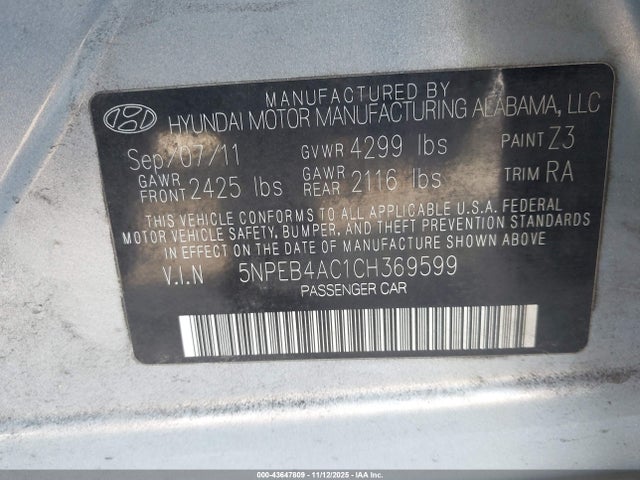 MANUFACTURED BY
HYUNDAI MOTOR MANUFACTURING ALABAMA, LLC
Sep/07/11 GVWR 4299 lbs PAINT Z3
GAWR FRONT 2425 lbs GAWR REAR 2116 lbs TRIM RA
THIS VEHICLE CONFORMS TO ALL APPLICABLE U.S.A. FEDERAL
MOTOR VEHICLE SAFETY, BUMPER, AND THEFT PREVENTION STANDARDS
IN EFFECT ON THE DATE OF MANUFACTURE SHOWN ABOVE.
V.I.N 5NPEB4AC1CH369599
PASSENGER CAR
000-43647809 - 11/12/2025 - IAA Inc.